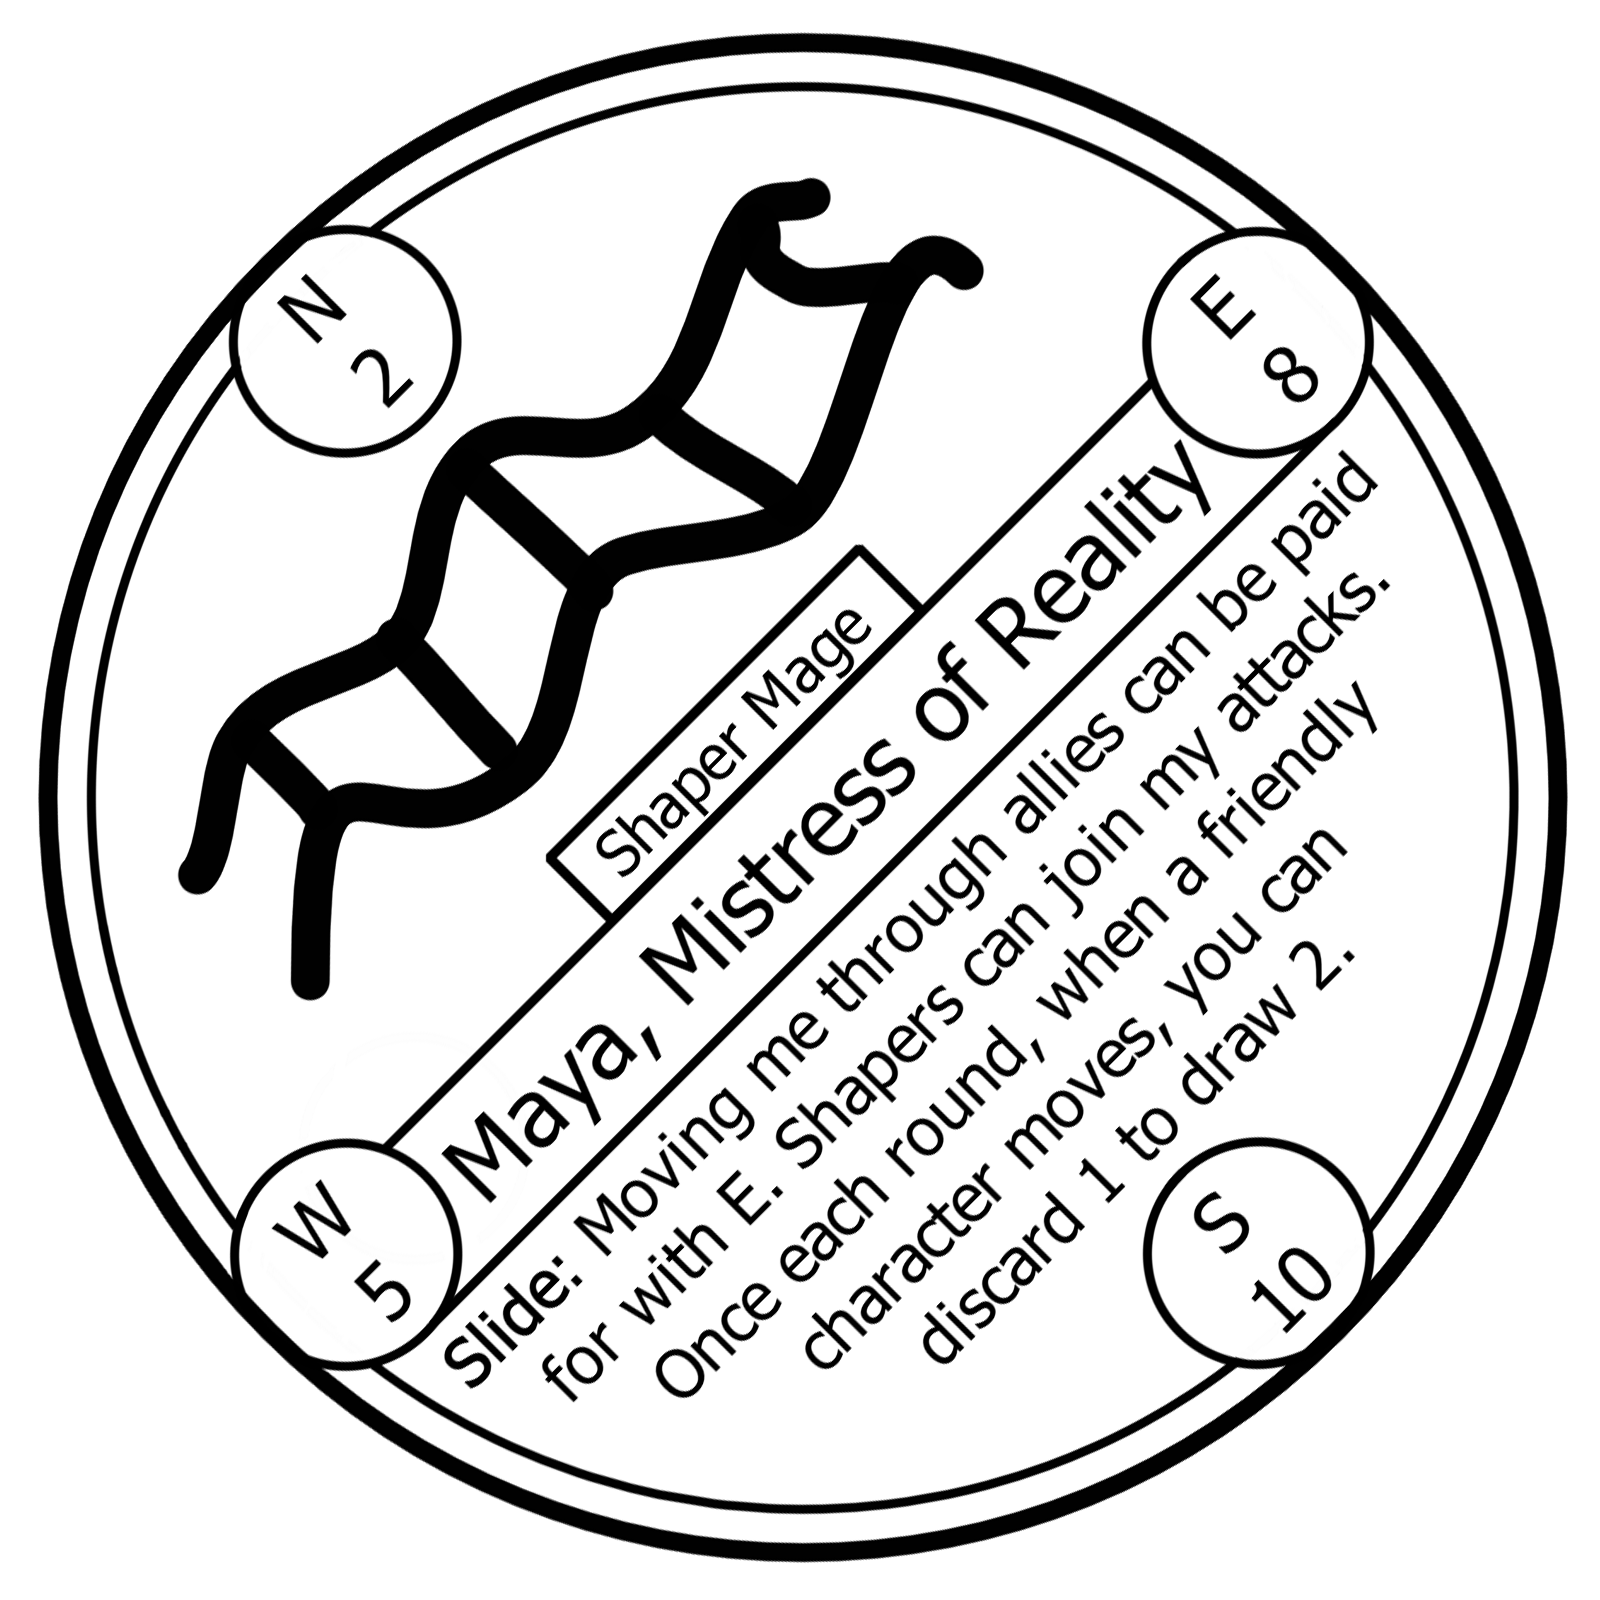 N
2
E
8
Shaper Mage
Maya, Mistress of Reality
W
5
Slide: Moving me through allies can be paid
for with E. Shapers can join my attacks.
Once each round, when a friendly
character moves, you can
discard 1 to draw 2.
S
10